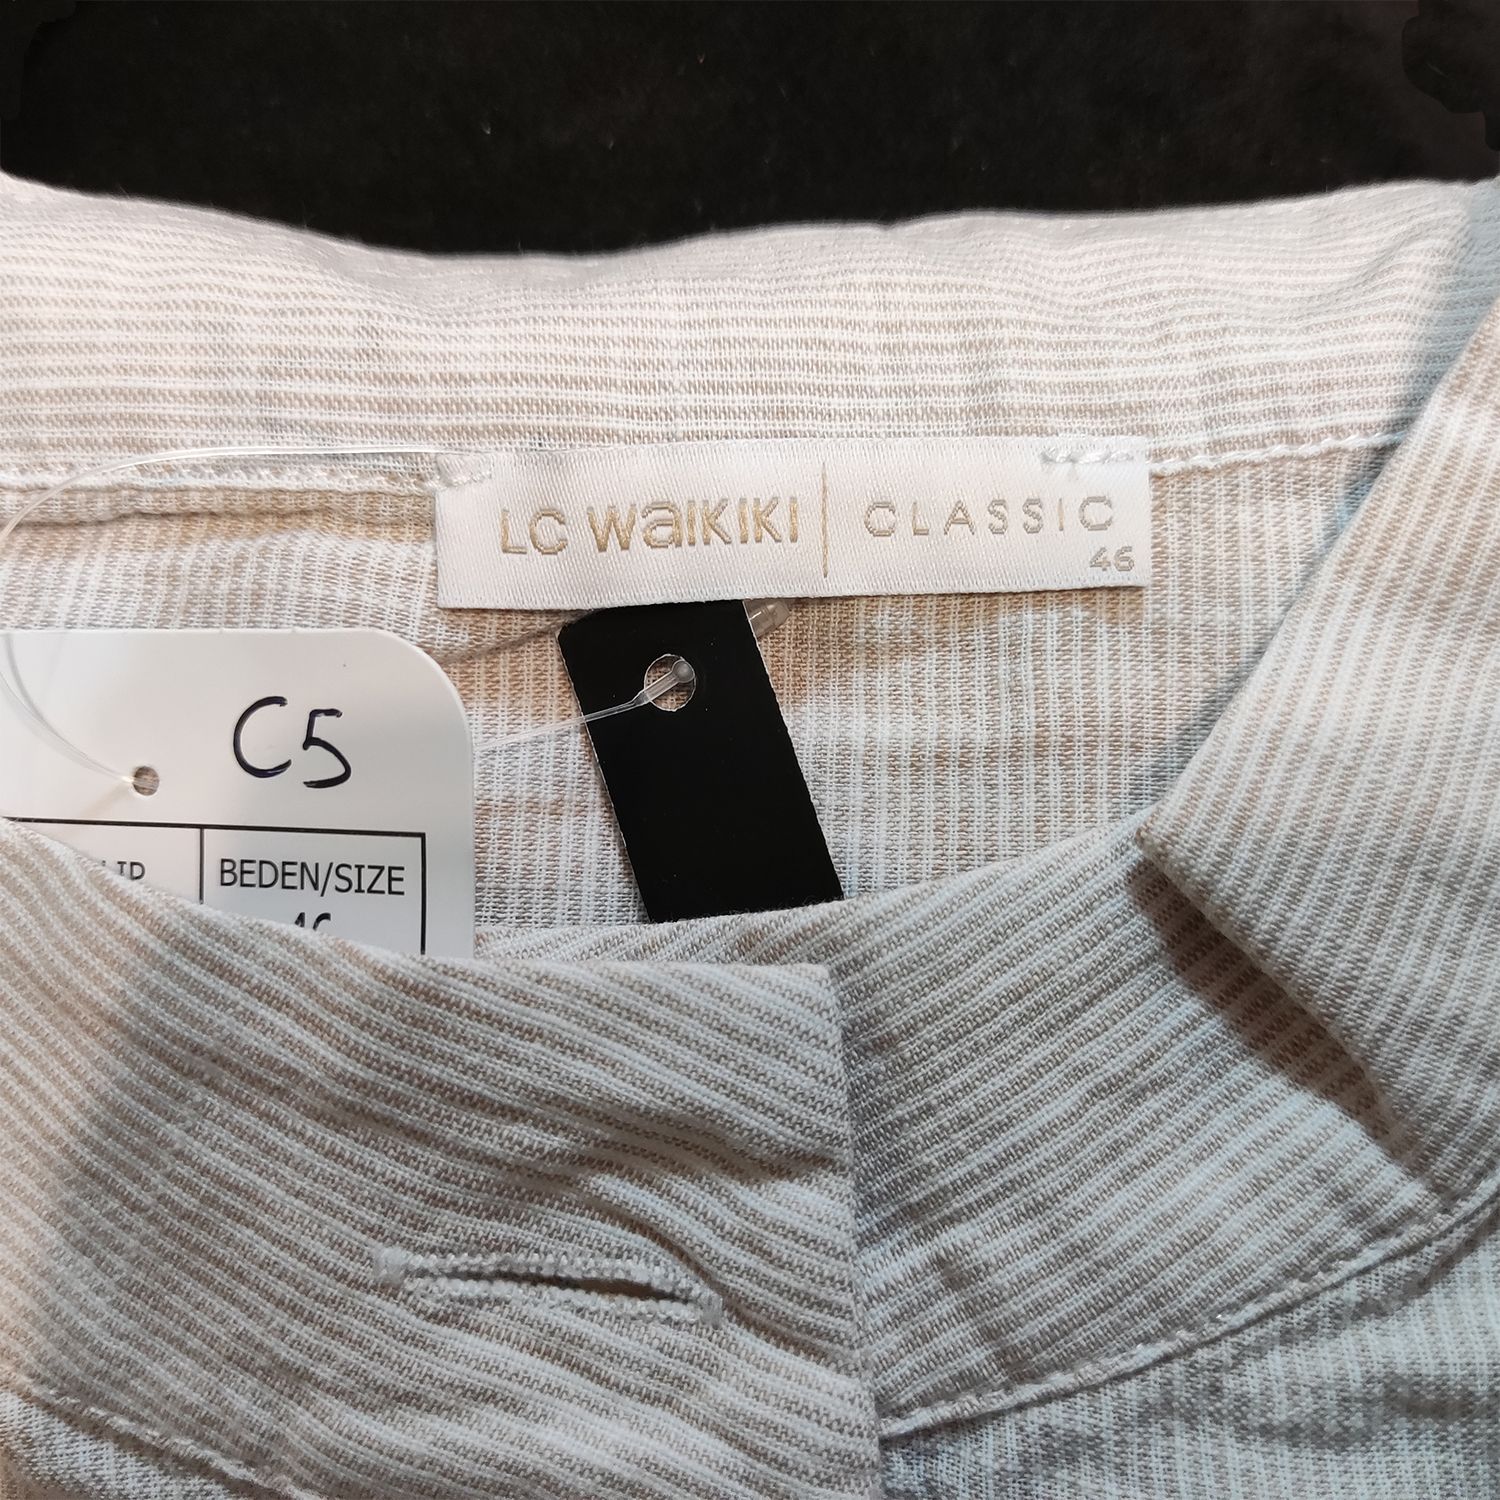 LC WAIKIKI | CLASSIC
46
C5
BEDEN/SIZE